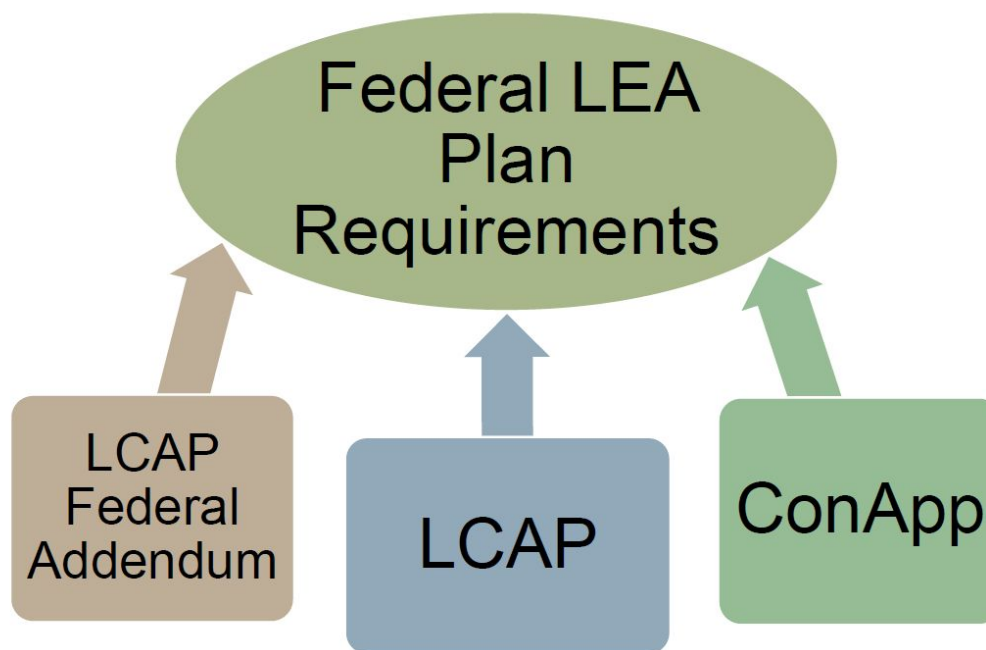 Federal LEA
Plan
Requirements
LCAP
Federal
Addendum
LCAP
ConApp